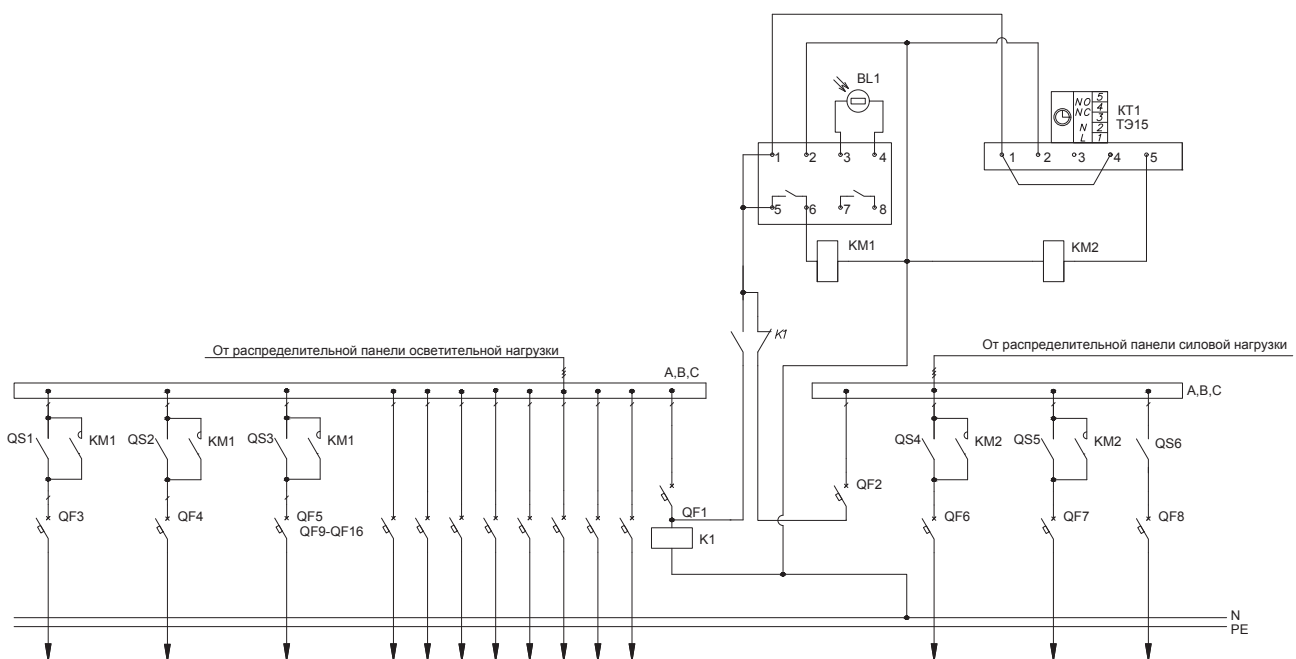 BL1
NO
NC
N
L
5
4
3
2
1
КТ1
ТЭ15
1 2 3 4
1 2 3 4 5
5 6 7 8
KM1
KM2
K1
От распределительной панели осветительной нагрузки
От распределительной панели силовой нагрузки
A,B,C
A,B,C
QS1 KM1 QS2 KM1 QS3 KM1
QS4 KM2 QS5 KM2 QS6
QF2
QF3 QF4 QF5
QF9-QF16
QF1
QF6 QF7 QF8
K1
N
PE